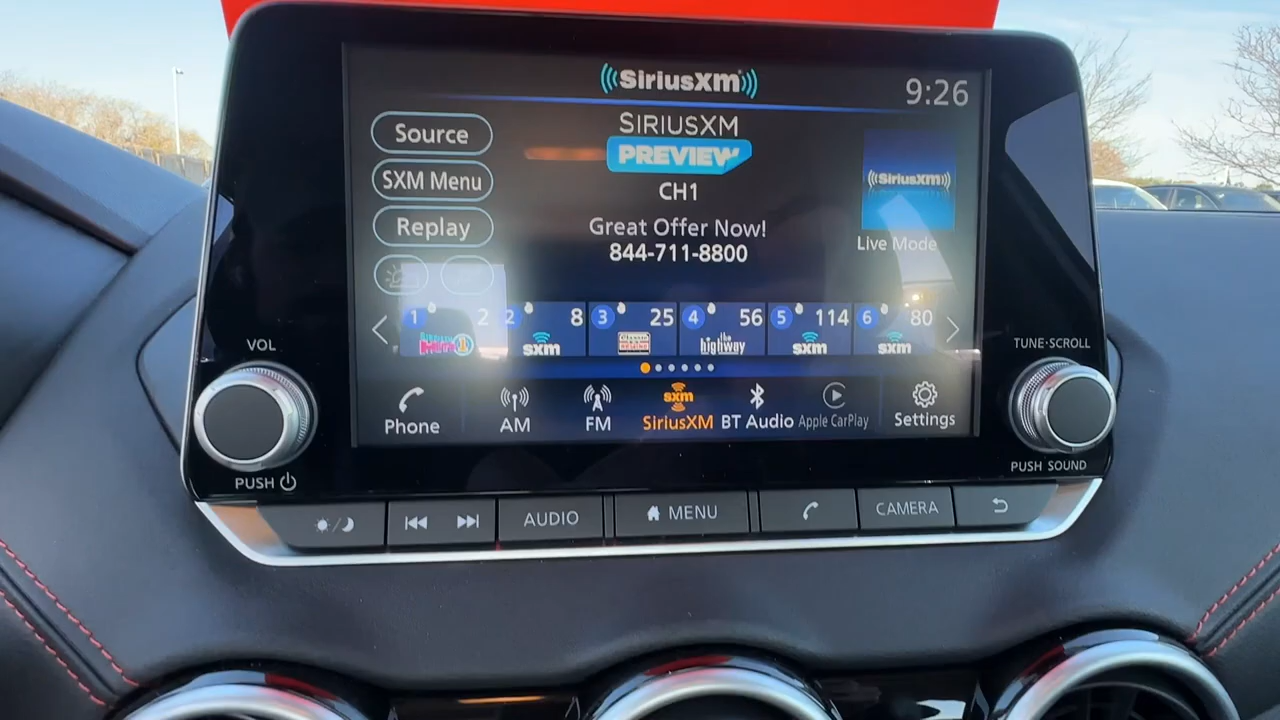 SiriusXM
9:26
Source
SIRIUSXM
PREVIEW
SXM Menu
CH1
SiriusXM
Replay
Great Offer Now!
844-711-8800
Live Mode
1 2
2 8
3 25
4 56
5 114
6 80
sxm
the highway
sxm
sxm
VOL
TUNE·SCROLL
Phone
AM
FM
sxm
SiriusXM
BT Audio
Apple CarPlay
Settings
PUSH
PUSH SOUND
AUDIO
MENU
CAMERA